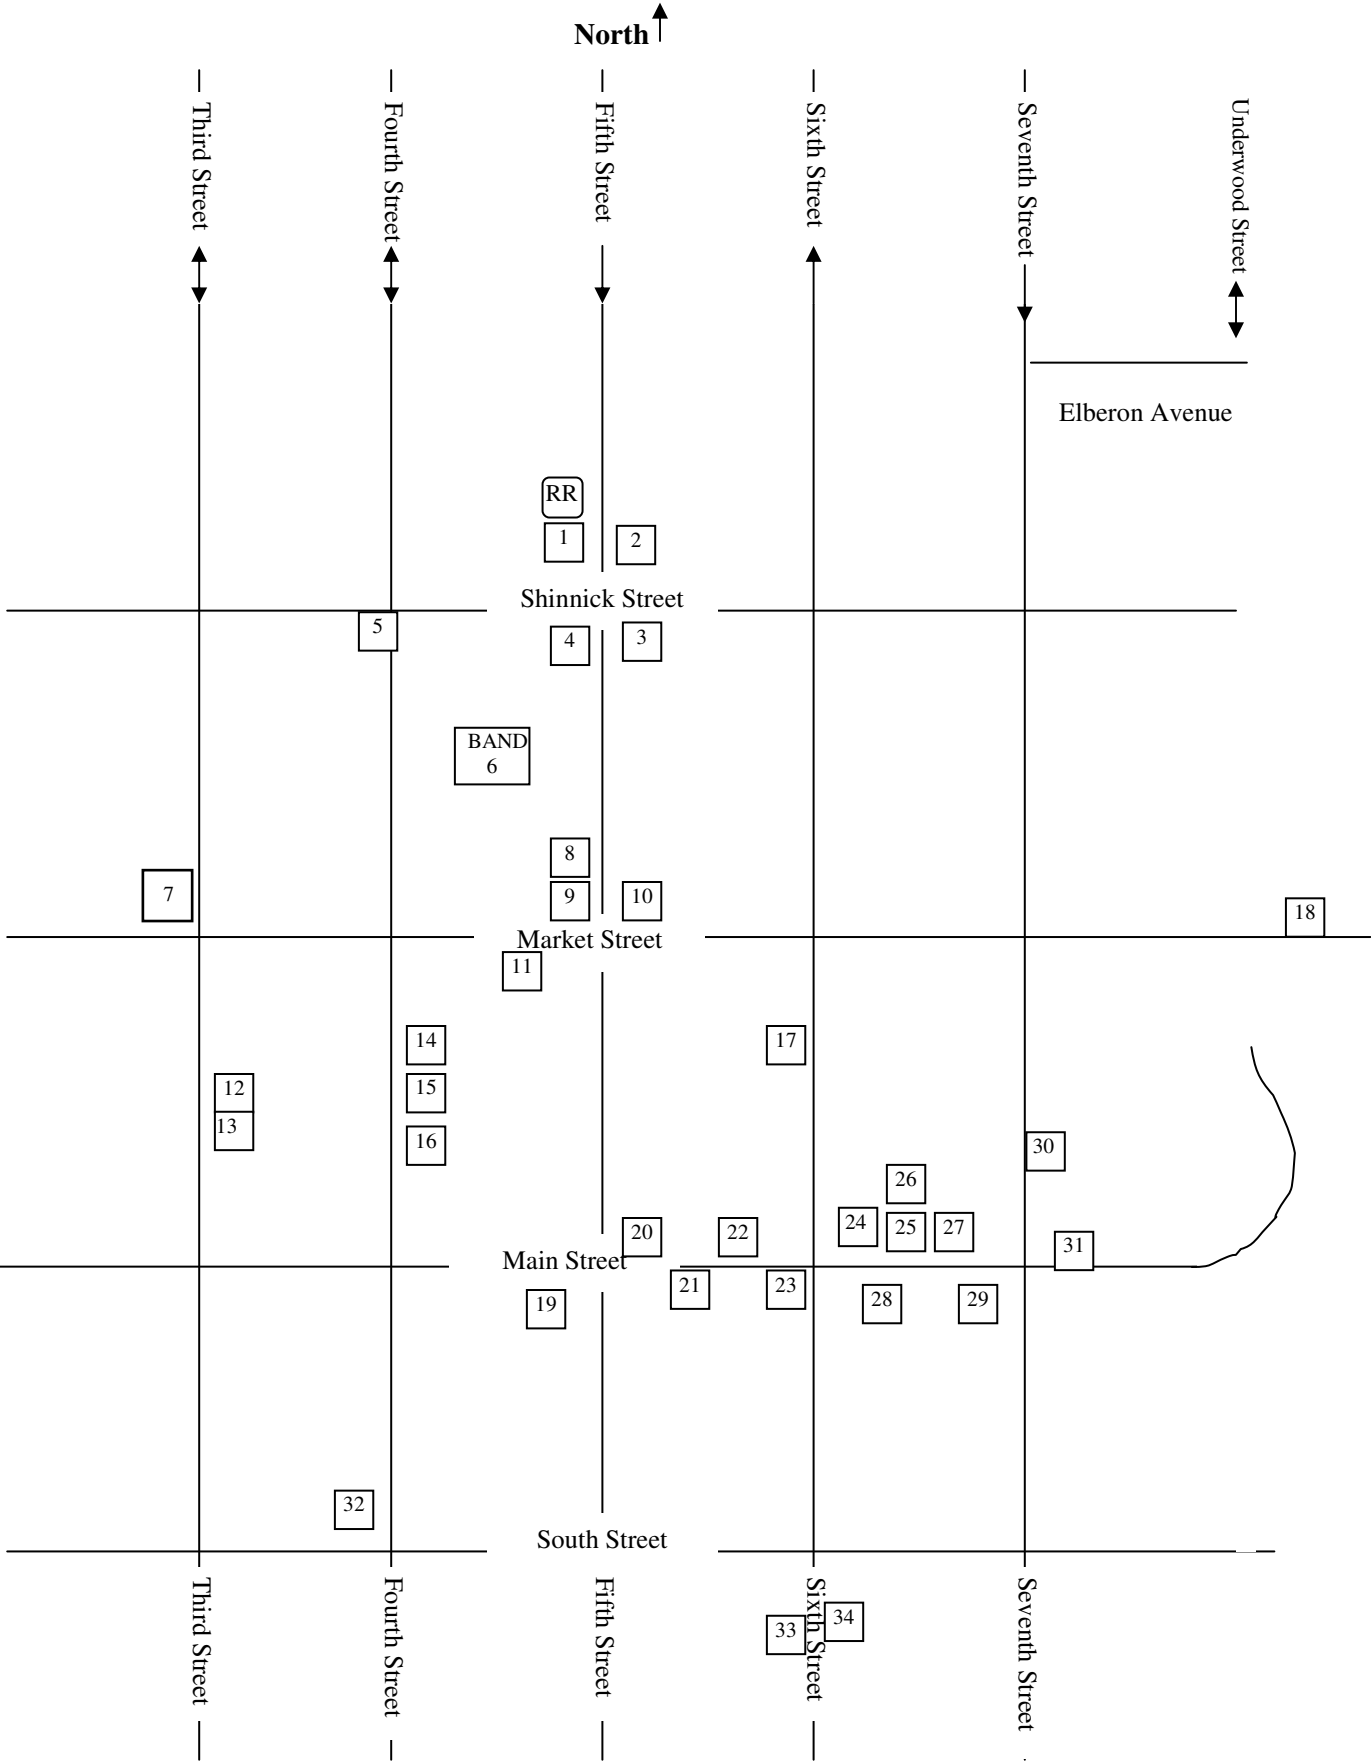 North
Third Street
Fourth Street
Fifth Street
Sixth Street
Seventh Street
Underwood Street
Elberon Avenue
RR
1
2
Shinnick Street
5
4
3
BAND
6
8
7
9
10
18
Market Street
11
14
17
12
15
13
16
30
26
20
22
24
25
27
31
Main Street
21
23
28
29
19
32
South Street
Third Street
Fourth Street
Fifth Street
Sixth Street
Seventh Street
33
34